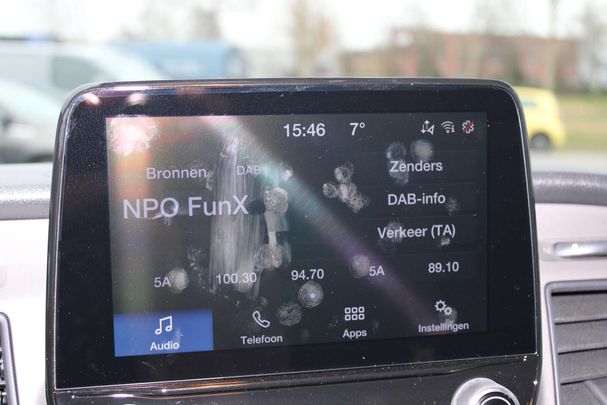 15:46 7°
Bronnen DAB Zenders
NPO FunX DAB-info
Verkeer (TA)
5A 100.30 94.70 5A 89.10
Audio Telefoon Apps Instellingen